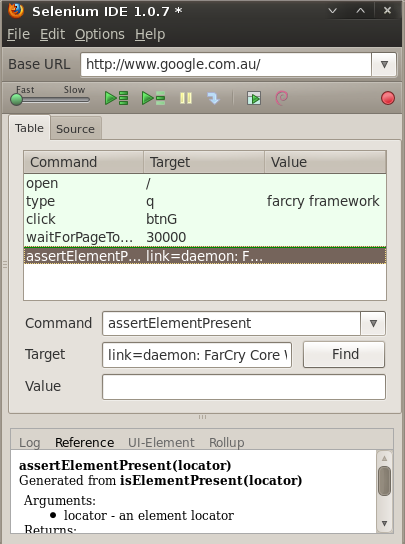 Selenium IDE 1.0.7 *
File Edit Options Help
Base URL http://www.google.com.au/
Fast Slow
Table Source
Command Target Value
open /
type q farcry framework
click btnG
waitForPageTo... 30000
assertElementP... link=daemon: F...
Command assertElementPresent
Target link=daemon: FarCry Core Find
Value
Log Reference UI-Element Rollup
assertElementPresent(locator)
Generated from isElementPresent(locator)
Arguments:
• locator - an element locator
Returns: